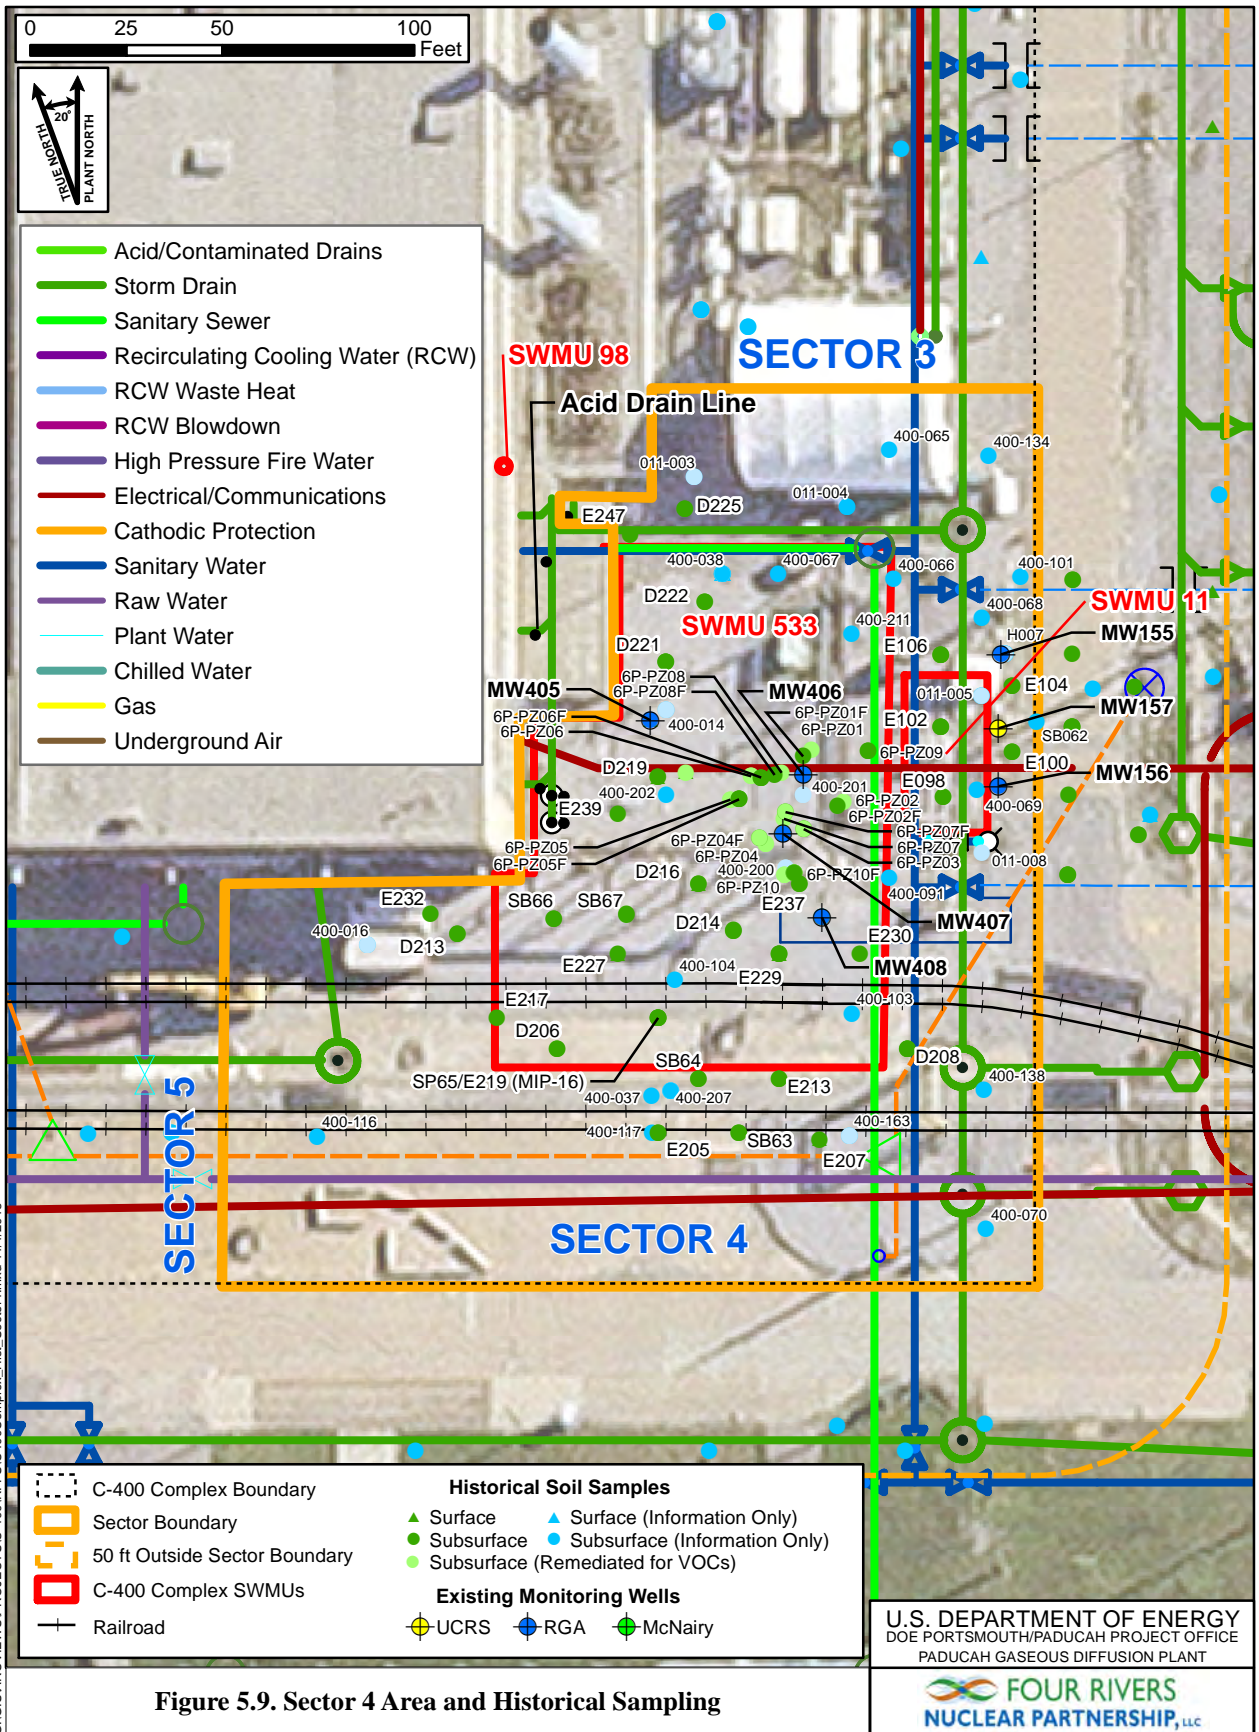 0 25 50 100
Feet
20°
TRUE NORTH
PLANT NORTH
Acid/Contaminated Drains
Storm Drain
Sanitary Sewer
Recirculating Cooling Water (RCW)
RCW Waste Heat
RCW Blowdown
High Pressure Fire Water
Electrical/Communications
Cathodic Protection
Sanitary Water
Raw Water
Plant Water
Chilled Water
Gas
Underground Air
SECTOR 3
SWMU 98
Acid Drain Line
400-065
400-134
011-003
011-004
D225
E247
400-038
400-067
400-066
400-101
D222
400-068
SWMU 11
SWMU 533
400-211
H007
MW155
D221
E106
6P-PZ08
6P-PZ08F
MW405
MW406
E104
011-005
6P-PZ06F
400-014
6P-PZ01F
MW157
6P-PZ06
6P-PZ01
E102
SB062
6P-PZ09
E100
D219
MW156
E098
400-202
400-201
6P-PZ02
400-069
E239
6P-PZ02F
6P-PZ04F
6P-PZ07F
6P-PZ05
6P-PZ07
6P-PZ05F
6P-PZ04
6P-PZ03
011-008
D216
400-200
6P-PZ10F
6P-PZ10
400-091
E232
SB66
SB67
E237
MW407
400-016
D213
D214
E230
E227
MW408
400-104
E229
E217
400-103
D206
D208
SB64
SP65/E219 (MIP-16)
E213
400-138
400-037
400-207
400-116
400-117
E205
SB63
400-163
E207
SECTOR 5
400-070
SECTOR 4
C-400 Complex Boundary
Sector Boundary
50 ft Outside Sector Boundary
C-400 Complex SWMUs
Railroad
Historical Soil Samples
Surface
Surface (Information Only)
Subsurface
Subsurface (Information Only)
Subsurface (Remediated for VOCs)
Existing Monitoring Wells
UCRS
RGA
McNairy
U.S. DEPARTMENT OF ENERGY
DOE PORTSMOUTH/PADUCAH PROJECT OFFICE
PADUCAH GASEOUS DIFFUSION PLANT
FOUR RIVERS
NUCLEAR PARTNERSHIP, LLC
Figure 5.9. Sector 4 Area and Historical Sampling